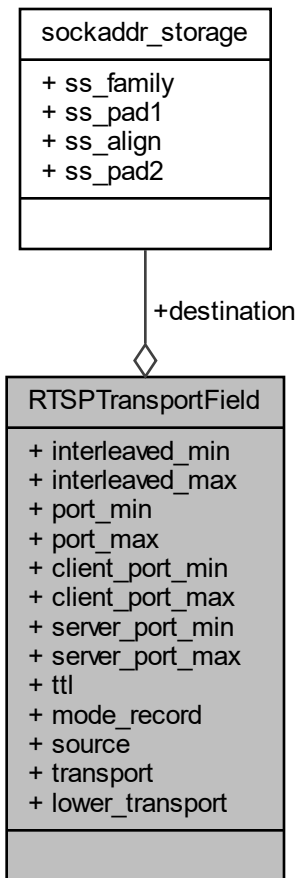 sockaddr_storage
+ ss_family
+ ss_pad1
+ ss_align
+ ss_pad2
+destination
RTSPTransportField
+ interleaved_min
+ interleaved_max
+ port_min
+ port_max
+ client_port_min
+ client_port_max
+ server_port_min
+ server_port_max
+ ttl
+ mode_record
+ source
+ transport
+ lower_transport